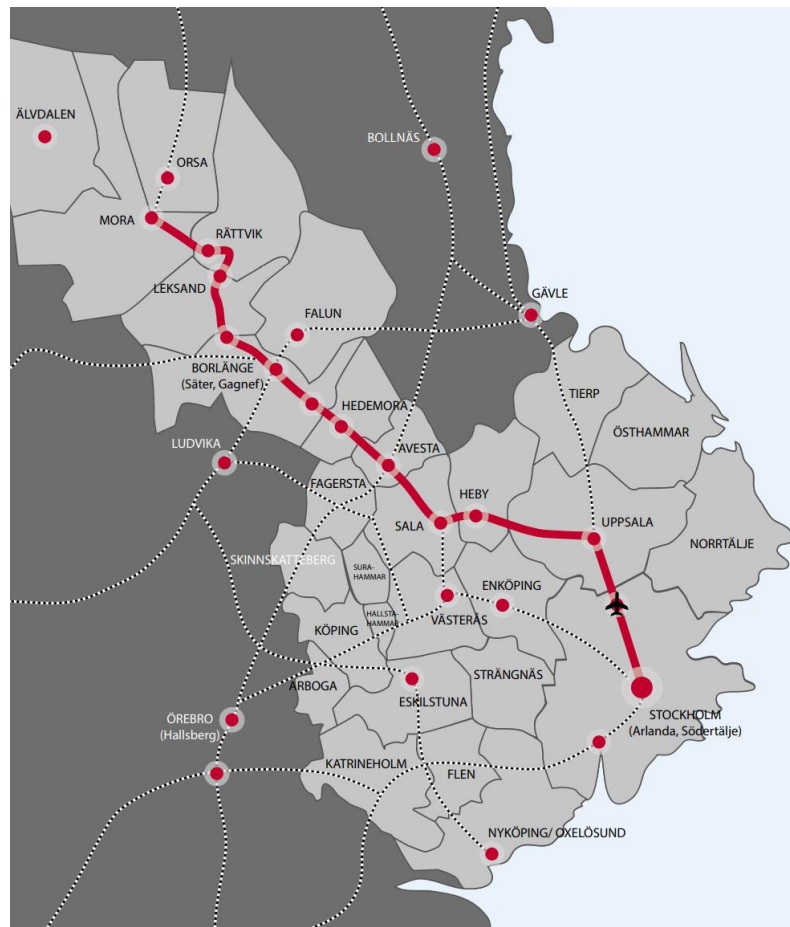 ÄLVDALEN
BOLLNÄS
ORSA
MORA
RÄTTVIK
LEKSAND
GÄVLE
FALUN
BORLÄNGE
(Säter, Gagnef)
TIERP
HEDEMORA
ÖSTHAMMAR
LUDVIKA
AVESTA
FAGERSTA
HEBY
SALA
UPPSALA
NORRTÄLJE
SKINNSKATTEBERG
SURA-
HAMMAR
ENKÖPING
HALLSTA-
HAMMAR
VÄSTERÅS
KÖPING
STRÄNGNÄS
ARBOGA
ESKILSTUNA
STOCKHOLM
(Arlanda, Södertälje)
ÖREBRO
(Hallsberg)
KATRINEHOLM
FLEN
NYKÖPING/ OXELÖSUND